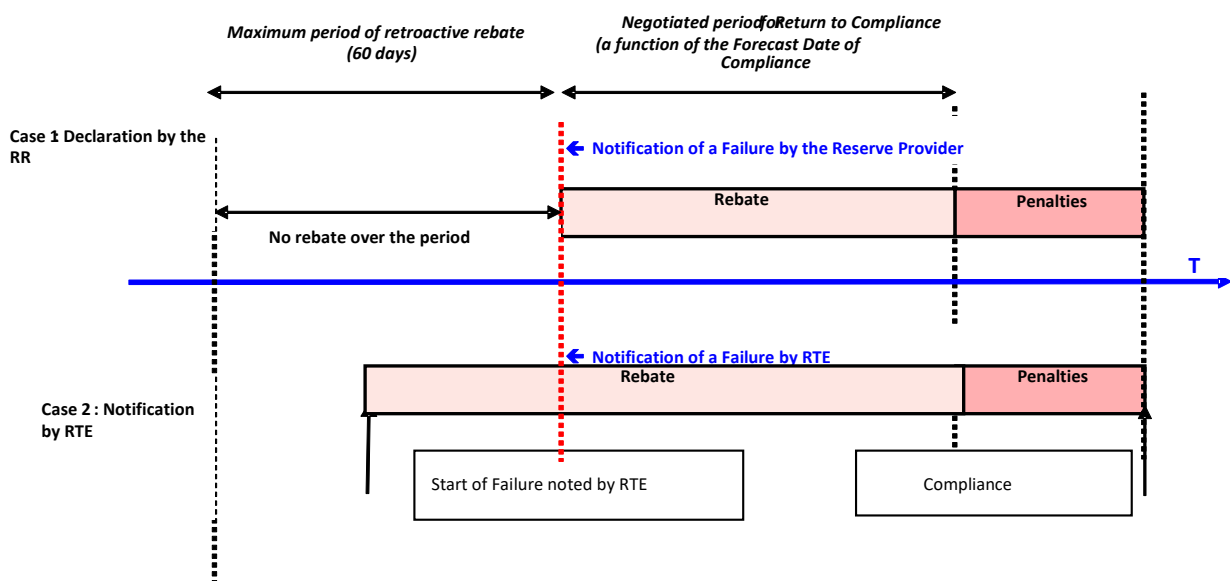 Maximum period of retroactive rebate
(60 days)
Negotiated period for Return to Compliance
(a function of the Forecast Date of
Compliance
Case 1: Declaration by the
RR
🡸 Notification of a Failure by the Reserve Provider
Rebate
Penalties
No rebate over the period
T
🡸 Notification of a Failure by RTE
Rebate
Penalties
Case 2 : Notification
by RTE
Start of Failure noted by RTE
Compliance